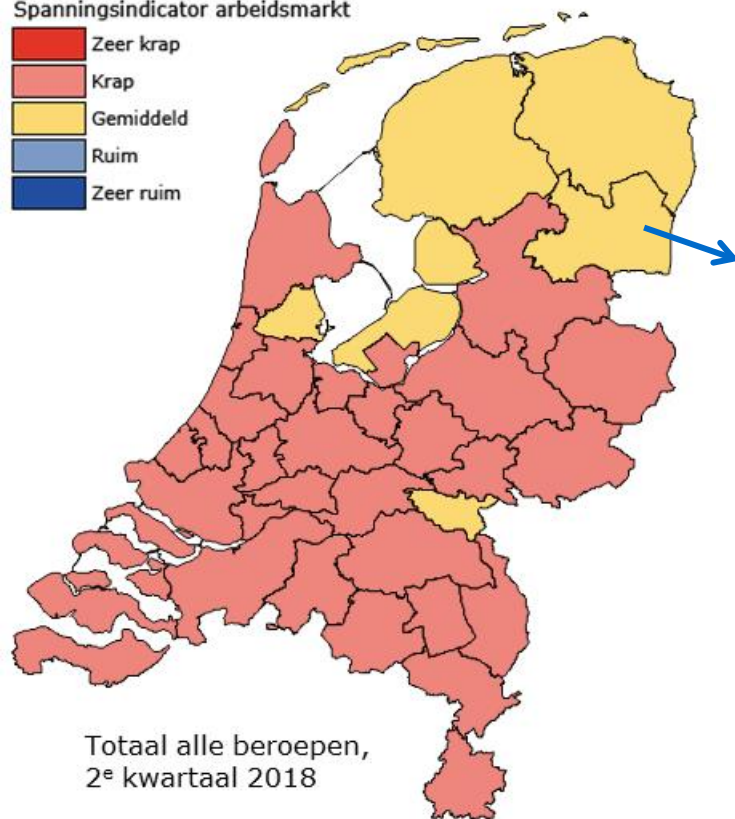 Spanningsindicator arbeidsmarkt
Zeer krap
Krap
Gemiddeld
Ruim
Zeer ruim
Totaal alle beroepen,
2ᵉ kwartaal 2018